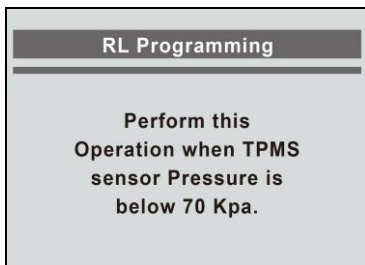 RL Programming
Perform this
Operation when TPMS
sensor Pressure is
below 70 Kpa.